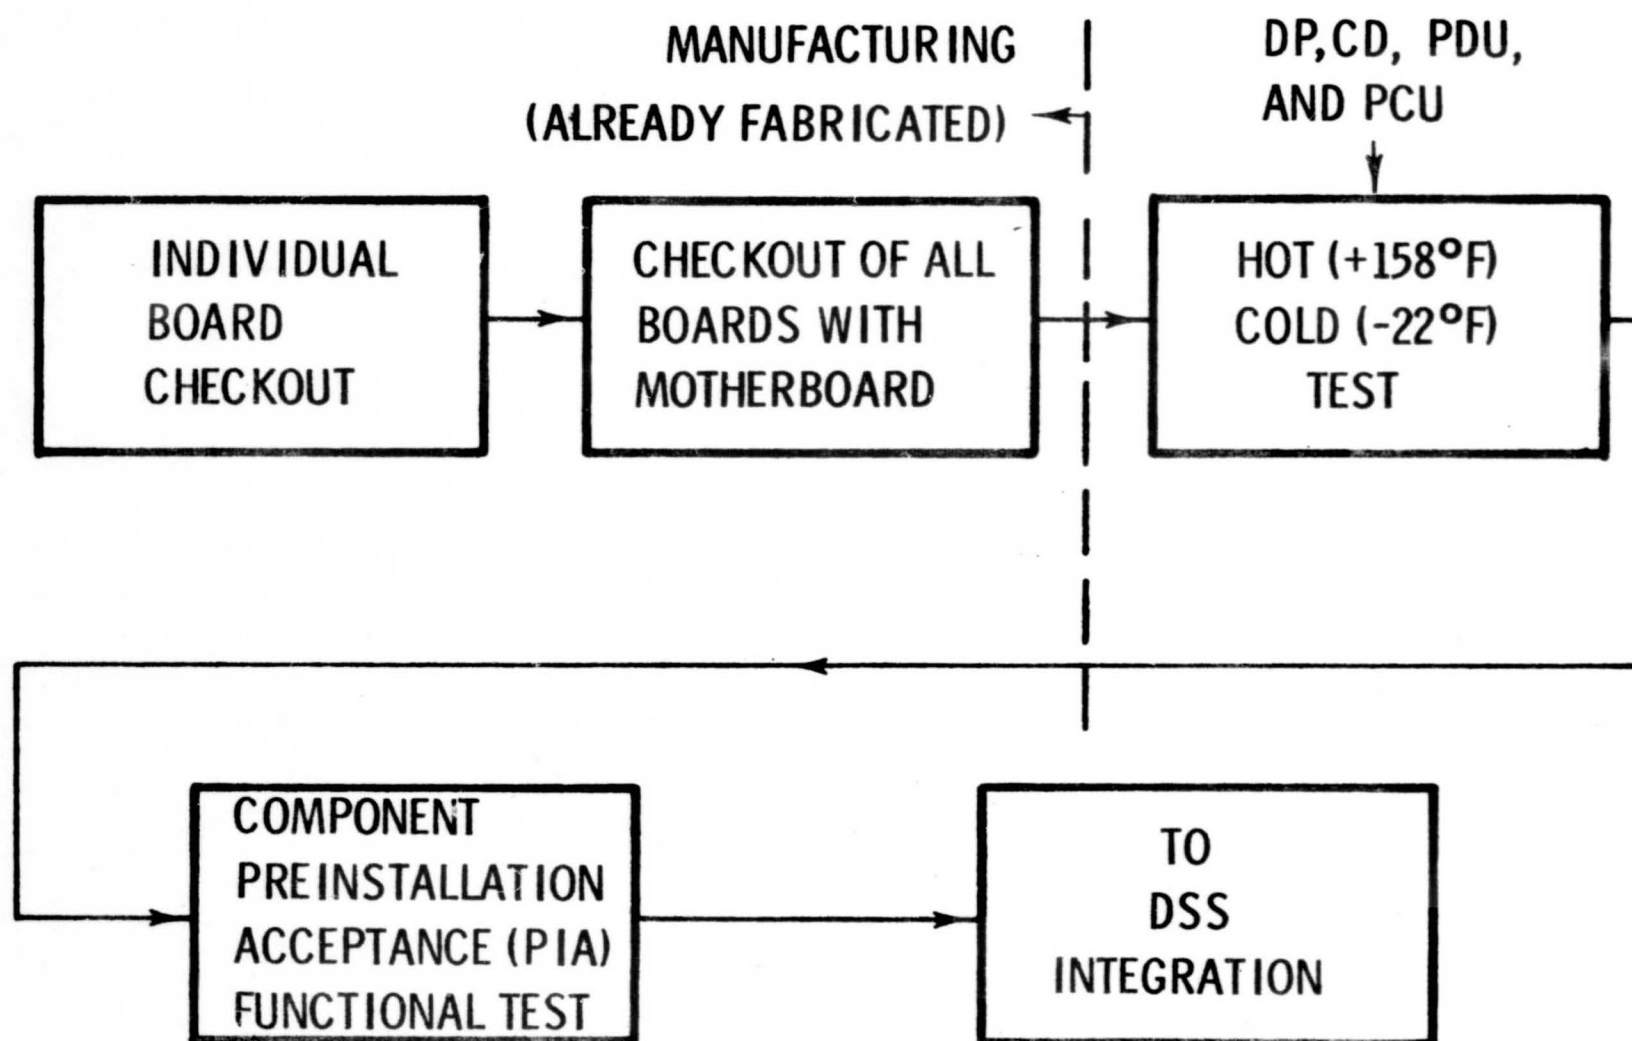 MANUFACTURING
(ALREADY FABRICATED)
DP, CD, PDU,
AND PCU
INDIVIDUAL
BOARD
CHECKOUT
CHECKOUT OF ALL
BOARDS WITH
MOTHERBOARD
HOT (+158°F)
COLD (-22°F)
TEST
COMPONENT
PREINSTALLATION
ACCEPTANCE (PIA)
FUNCTIONAL TEST
TO
DSS
INTEGRATION